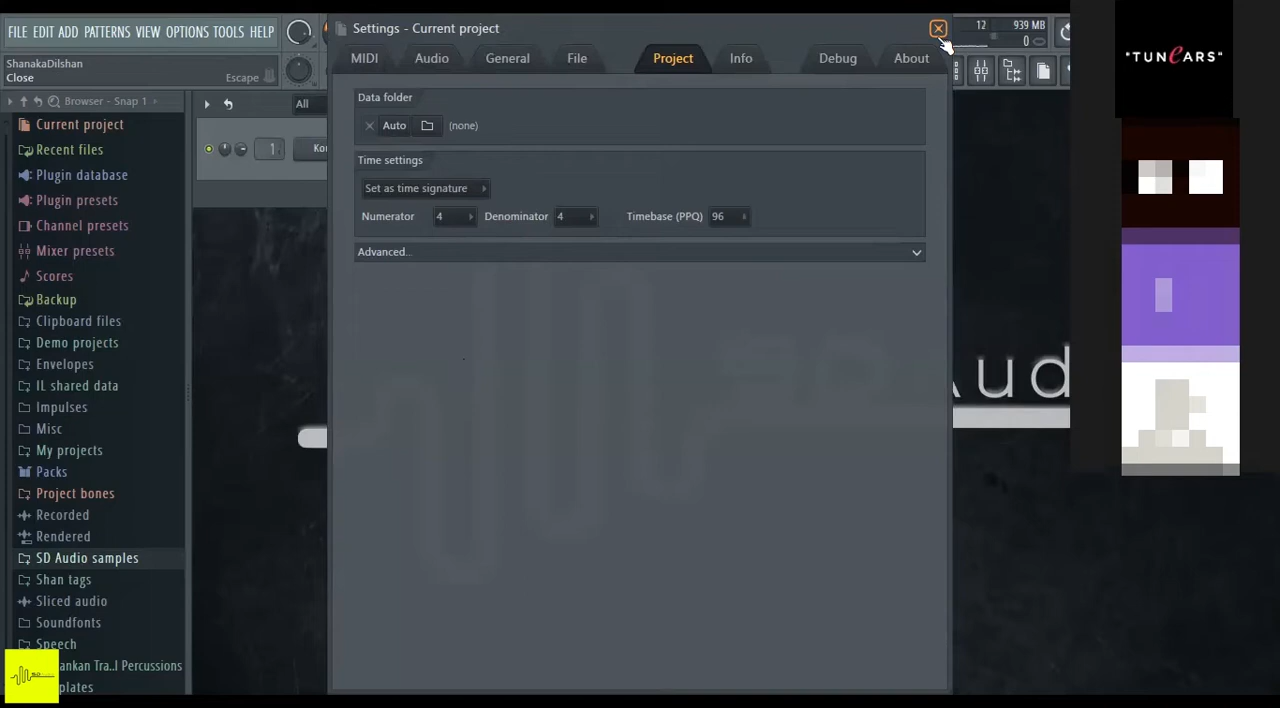 FILE EDIT ADD PATTERNS VIEW OPTIONS TOOLS HELP
ShanakaDilshan
Close
Escape
Browser - Snap 1
Current project
Recent files
Plugin database
Plugin presets
Channel presets
Mixer presets
Scores
Backup
Clipboard files
Demo projects
Envelopes
IL shared data
Impulses
Misc
My projects
Packs
Project bones
Recorded
Rendered
SD Audio samples
Shan tags
Sliced audio
Soundfonts
Speech
ankan Tra..l Percussions
plates
All
1
Ko
Settings - Current project
MIDI
Audio
General
File
Project
Info
Debug
About
Data folder
Auto
(none)
Time settings
Set as time signature
Numerator
4
Denominator
4
Timebase (PPQ)
96
Advanced...
12
939 MB
0
Aud
"TUNeARS"